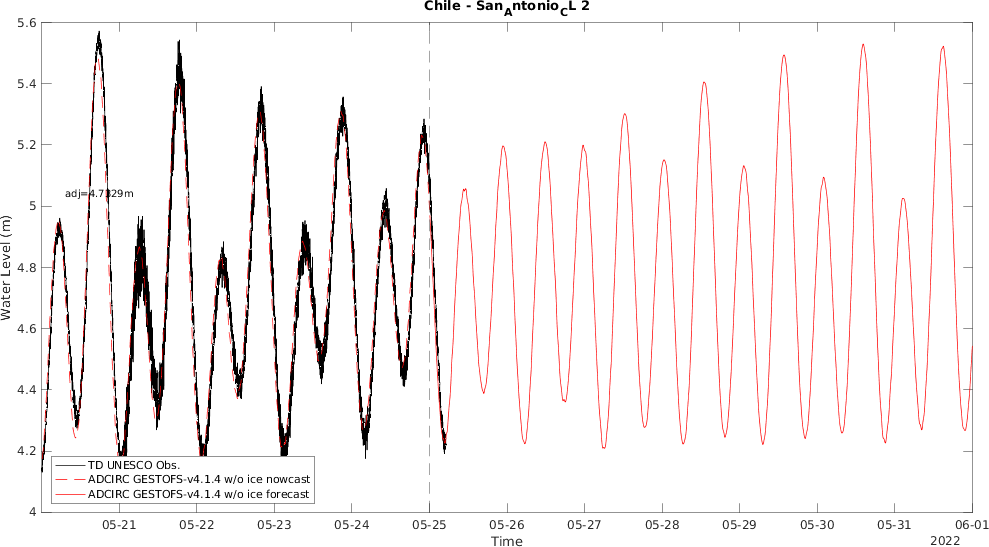 Chile - SanAntonioCL 2
5.6
5.4
5.2
5
4.8
4.6
4.4
4.2
4
Water Level (m)
adj=4.7329m
TD UNESCO Obs.
ADCIRC GESTOFS-v4.1.4 w/o ice nowcast
ADCIRC GESTOFS-v4.1.4 w/o ice forecast
05-21 05-22 05-23 05-24 05-25 05-26 05-27 05-28 05-29 05-30 05-31 06-01
Time
2022